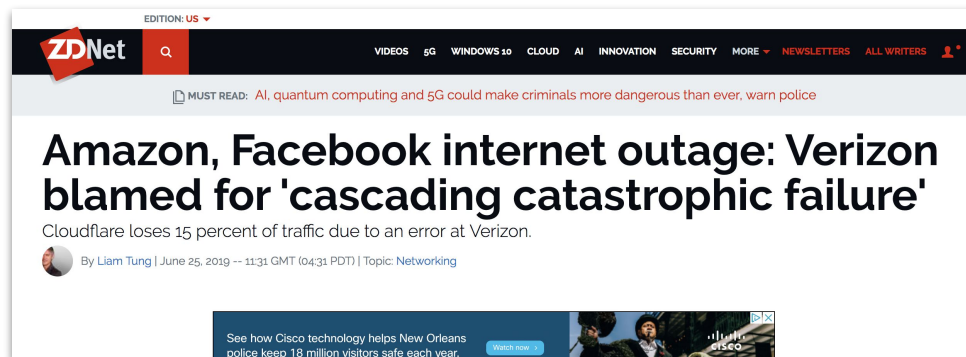 EDITION: US
ZDNet
VIDEOS 5G WINDOWS 10 CLOUD AI INNOVATION SECURITY MORE NEWSLETTERS ALL WRITERS
MUST READ: AI, quantum computing and 5G could make criminals more dangerous than ever, warn police
Amazon, Facebook internet outage: Verizon
blamed for 'cascading catastrophic failure'
Cloudflare loses 15 percent of traffic due to an error at Verizon.
By Liam Tung | June 25, 2019 -- 11:31 GMT (04:31 PDT) | Topic: Networking
See how Cisco technology helps New Orleans
police keep 18 million visitors safe each year.
Watch now >
CISCO